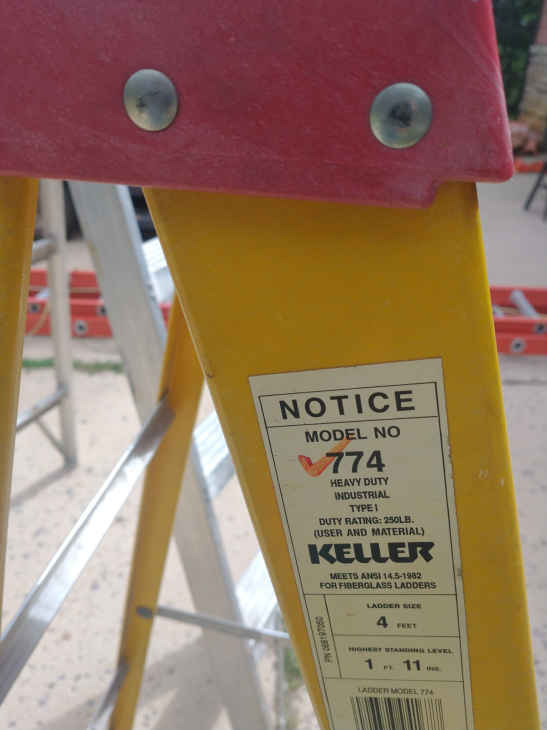 NOTICE
MODEL NO
774
HEAVY DUTY
INDUSTRIAL
TYPE I
DUTY RATING: 250LB.
(USER AND MATERIAL)
KELLER
MEETS ANSI 14.5-1982
FOR FIBERGLASS LADDERS
LADDER SIZE
4 FEET
HIGHEST STANDING LEVEL
1 FT. 11 INS.
LADDER MODEL 774